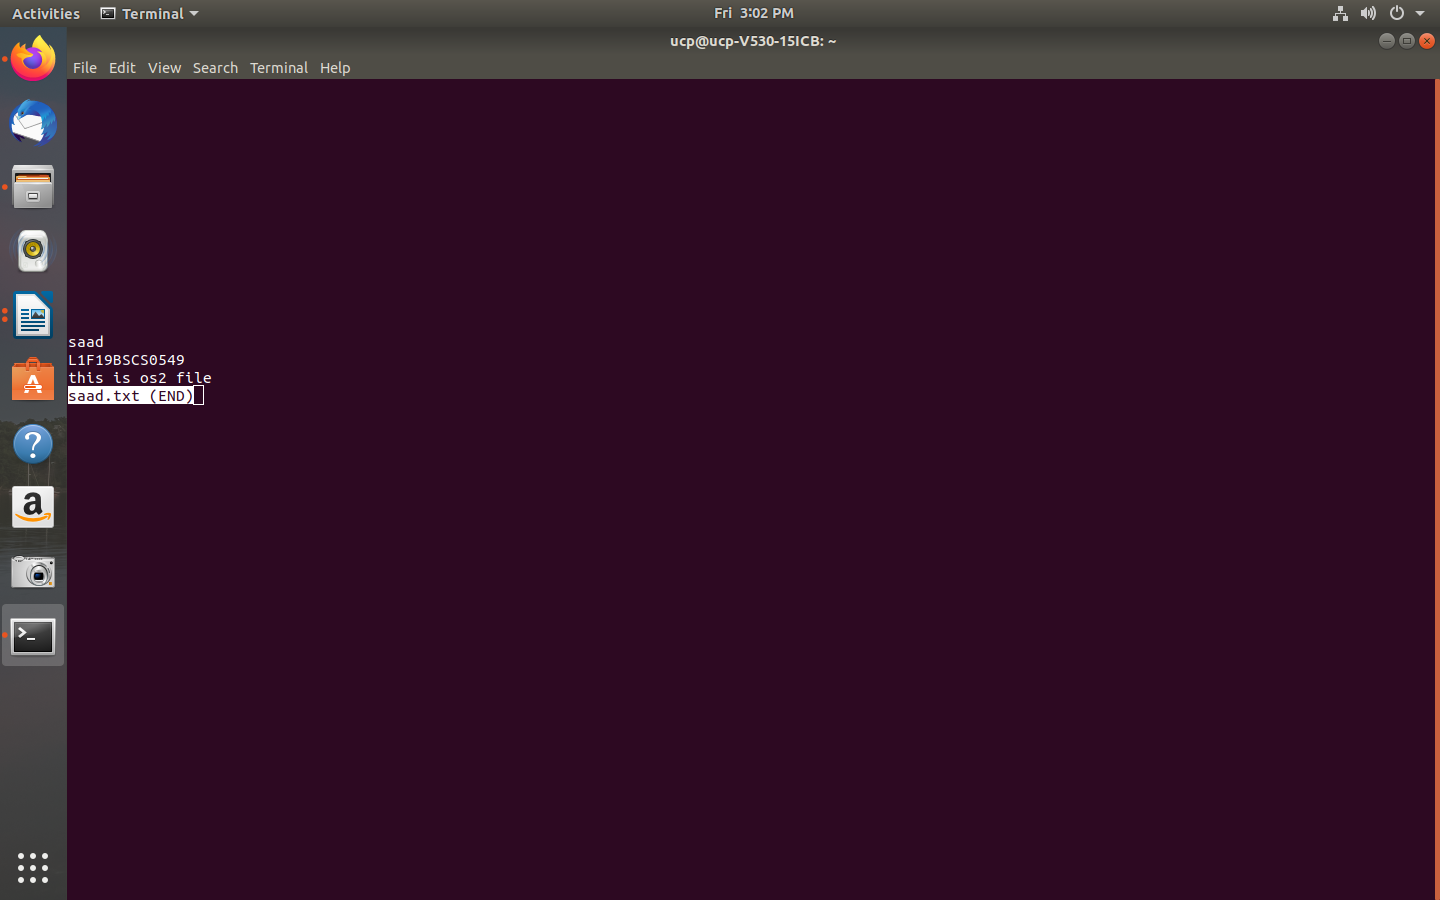 Activities Terminal Fri 3:02 PM
ucp@ucp-V530-15ICB: ~
File Edit View Search Terminal Help
saad
L1F19BSCS0549
this is os2 file
saad.txt (END)